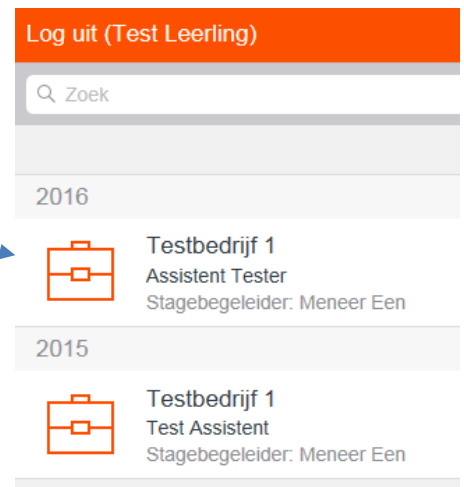 Log uit (Test Leerling)
Zoek
2016
Testbedrijf 1
Assistent Tester
Stagebegeleider: Meneer Een
2015
Testbedrijf 1
Test Assistent
Stagebegeleider: Meneer Een